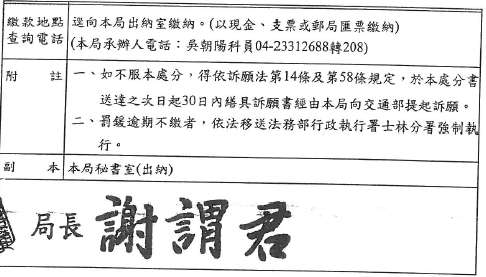 繳款地點 逕向本局出納室繳納。(以現金、支票或郵局匯票繳納)
查詢電話 (本局承辦人電話：吳朝陽科員04-23312688轉208)
附 註 一、如不服本處分，得依訴願法第14條及第58條規定，於本處分書
送達之次日起30日內繕具訴願書經由本局向交通部提起訴願。
二、罰鍰逾期不繳者，依法移送法務部行政執行署士林分署強制執
行。
副 本 本局秘書室(出納)
局長 謝謂君